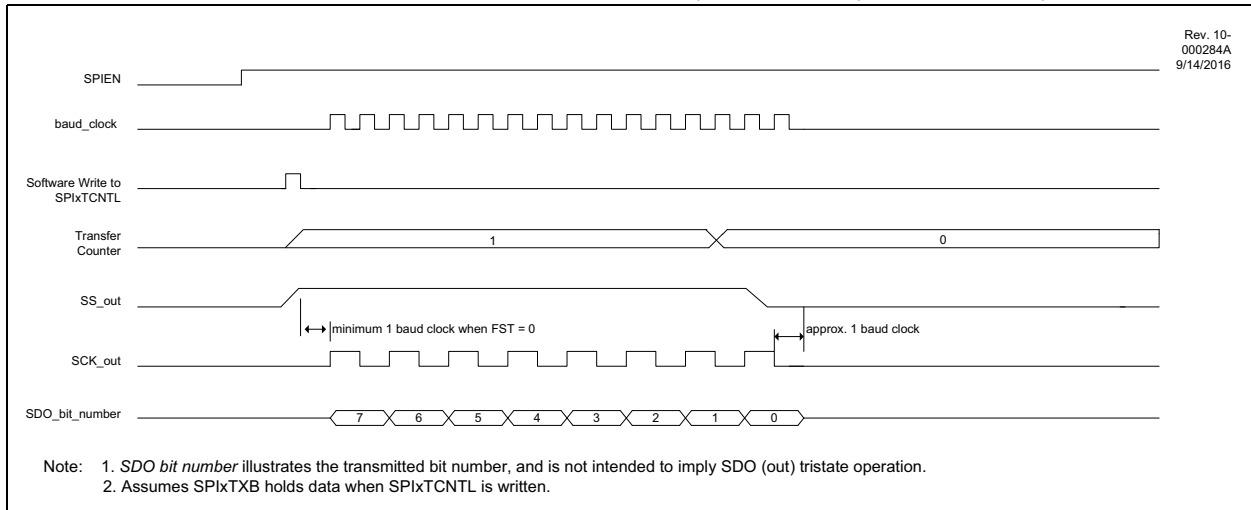 Rev. 10-
000284A
9/14/2016
SPIEN
baud_clock
Software Write to
SPIxTCNTL
Transfer
Counter
1
0
SS_out
minimum 1 baud clock when FST = 0
approx. 1 baud clock
SCK_out
SDO_bit_number
7 6 5 4 3 2 1 0
Note: 1. SDO bit number illustrates the transmitted bit number, and is not intended to imply SDO (out) tristate operation.
2. Assumes SPIxTXB holds data when SPIxTCNTL is written.